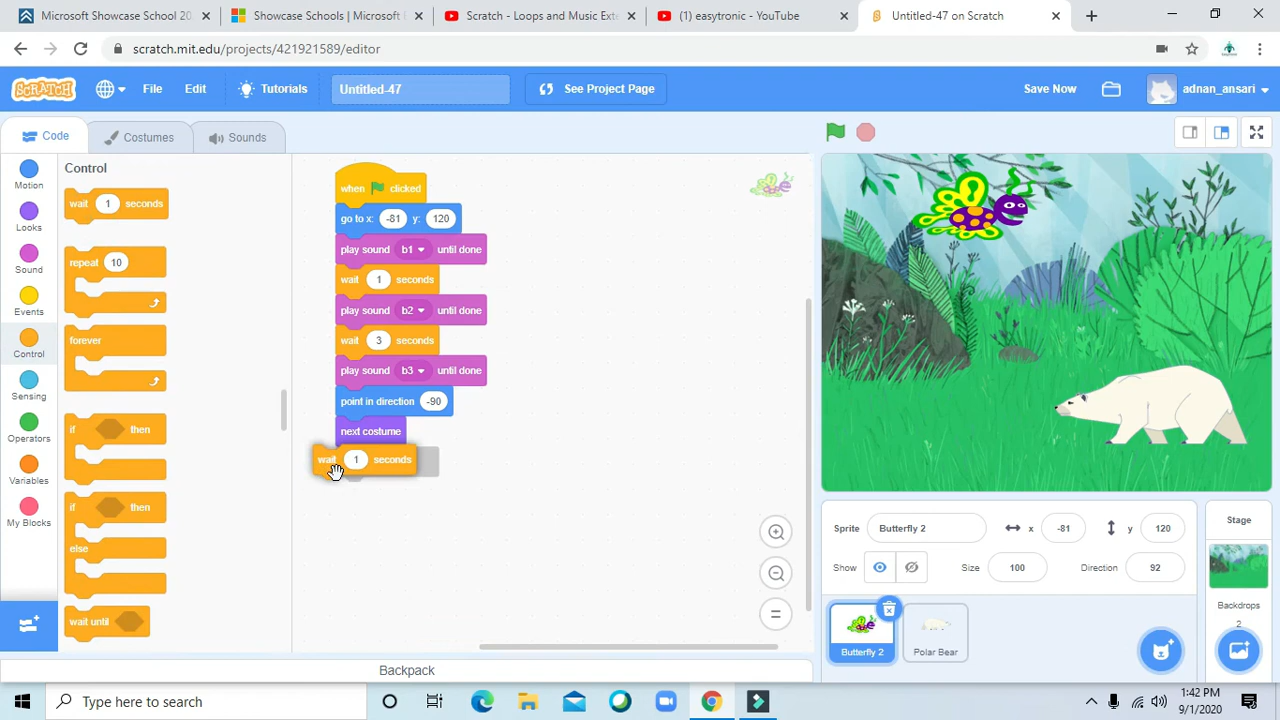 Microsoft Showcase School 20
Showcase Schools | Microsoft
Scratch - Loops and Music Exte
(1) easytronic - YouTube
Untitled-47 on Scratch
scratch.mit.edu/projects/421921589/editor
SCRATCH
File
Edit
Tutorials
Untitled-47
See Project Page
Save Now
adnan_ansari
Code
Costumes
Sounds
Motion
Looks
Sound
Events
Control
Sensing
Operators
Variables
My Blocks
Control
wait 1 seconds
repeat 10
forever
if then
if then
else
wait until
when clicked
go to x: -81 y: 120
play sound b1 until done
wait 1 seconds
play sound b2 until done
wait 3 seconds
play sound b3 until done
point in direction -90
next costume
wait 1 seconds
Sprite Butterfly 2 x -81 y 120
Show Size 100 Direction 92
Butterfly 2
Polar Bear
Stage
Backdrops
2
Backpack
Type here to search
1:42 PM
9/1/2020